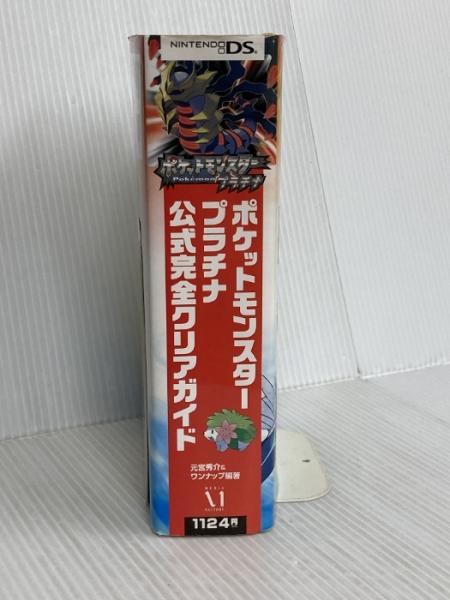 NINTENDO DS
ポケットモンスター
Pokémon プラチナ
ポケットモンスター
プラチナ
公式完全クリアガイド
元宮秀介&
ワンナップ編著
MEDIA
FACTORY
1124円